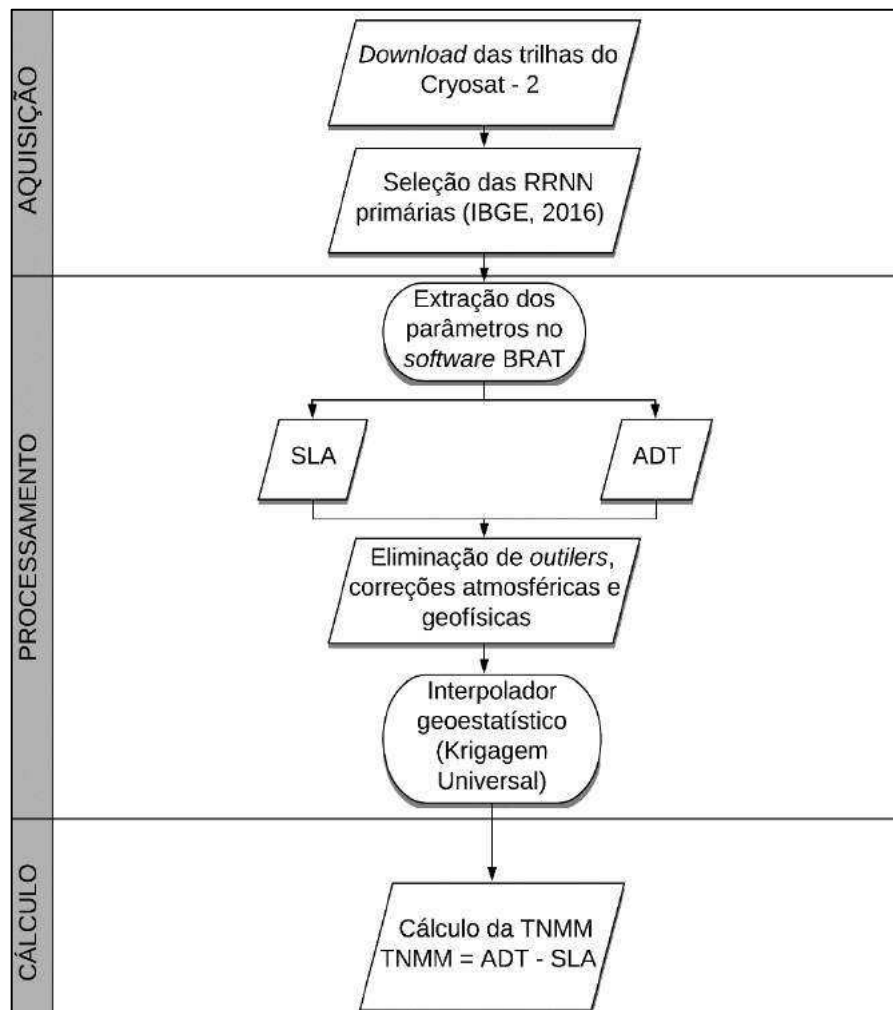 AQUISIÇÃO
Download das trilhas do
Cryosat - 2
Seleção das RRNN
primárias (IBGE, 2016)
PROCESSAMENTO
Extração dos
parâmetros no
software BRAT
SLA
ADT
Eliminação de outilers,
correções atmosféricas e
geofísicas
Interpolador
geoestatístico
(Krigagem
Universal)
CÁLCULO
Cálculo da TNMM
TNMM = ADT - SLA